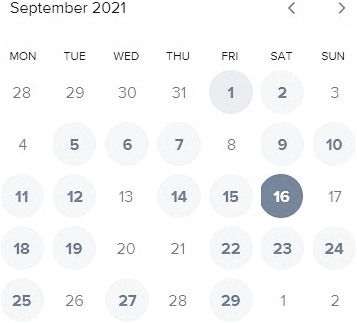 September 2021
MON TUE WED THU FRI SAT SUN
28 29 30 31 1 2 3
4 5 6 7 8 9 10
11 12 13 14 15 16 17
18 19 20 21 22 23 24
25 26 27 28 29 1 2